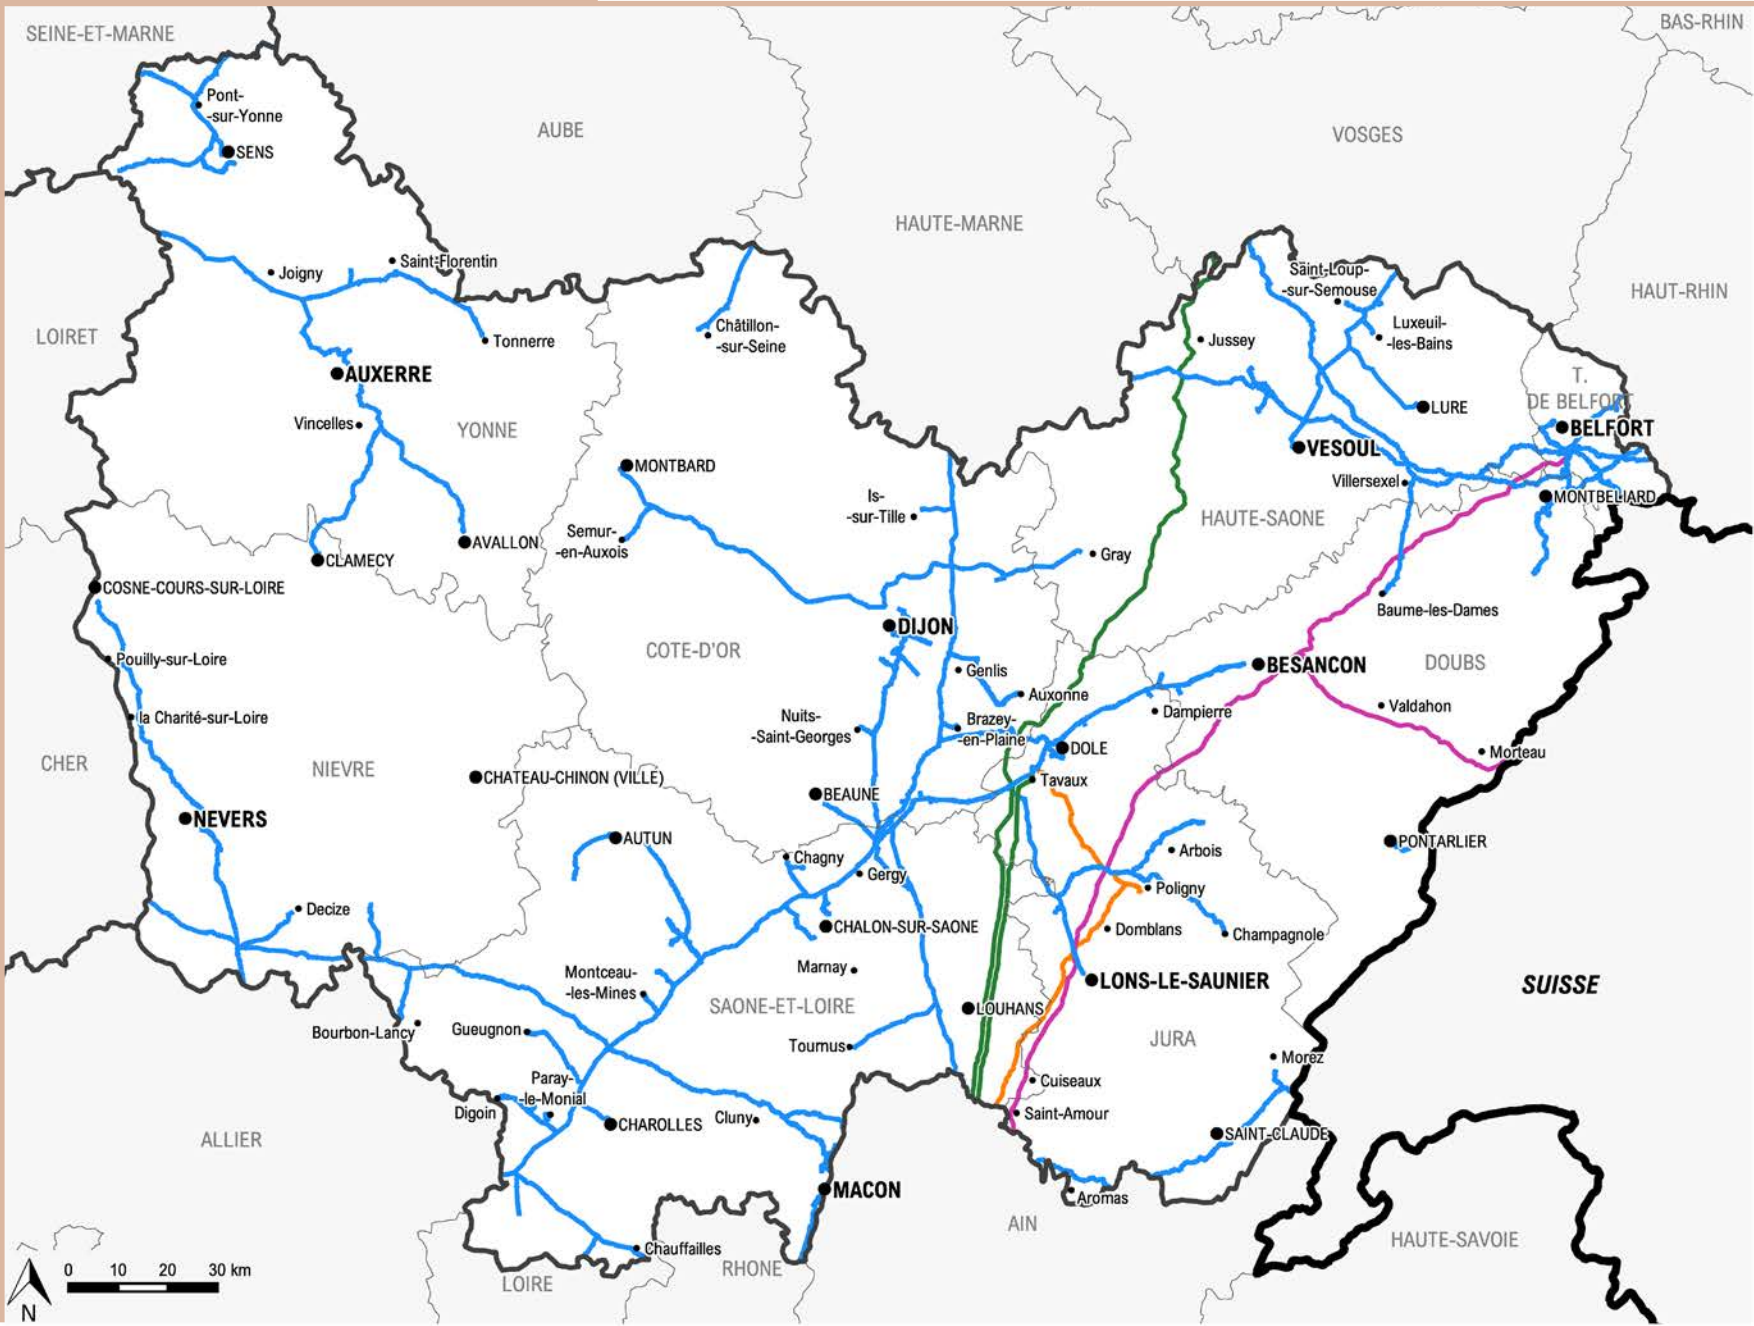 SEINE-ET-MARNE
BAS-RHIN
Pont-
-sur-Yonne
AUBE
VOSGES
SENS
HAUTE-MARNE
Saint-Florentin
Joigny
Saint-Loup-
-sur-Semouse
HAUT-RHIN
LOIRET
Tonnerre
Châtillon-
-sur-Seine
Jussey
Luxeuil-
-les-Bains
AUXERRE
T.
DE BELFORT
LURE
Vincelles
YONNE
BELFORT
VESOUL
MONTBARD
Villersexel
MONTBELIARD
Is-
-sur-Tille
HAUTE-SAONE
Semur-
-en-Auxois
AVALLON
Gray
CLAMECY
COSNE-COURS-SUR-LOIRE
Baume-les-Dames
DIJON
COTE-D'OR
Pouilly-sur-Loire
Genlis
BESANCON
DOUBS
Auxonne
Valdahon
la Charité-sur-Loire
Nuits-
-Saint-Georges
Brazey-
-en-Plaine
Dampierre
DOLE
Morteau
CHER
NIEVRE
CHATEAU-CHINON (VILLE)
Tavaux
BEAUNE
NEVERS
AUTUN
PONTARLIER
Chagny
Arbois
Gergy
Poligny
Decize
CHALON-SUR-SAONE
Domblans
Champagnole
Marnay
Montceau-
-les-Mines
LONS-LE-SAUNIER
SUISSE
SAONE-ET-LOIRE
LOUHANS
Bourbon-Lancy
Gueugnon
Tournus
JURA
Morez
Paray-
-le-Monial
Cuiseaux
Digoin
CHAROLLES
Cluny
Saint-Amour
ALLIER
SAINT-CLAUDE
MACON
Aromas
AIN
HAUTE-SAVOIE
Chauffailles
RHONE
LOIRE
0 10 20 30 km
N